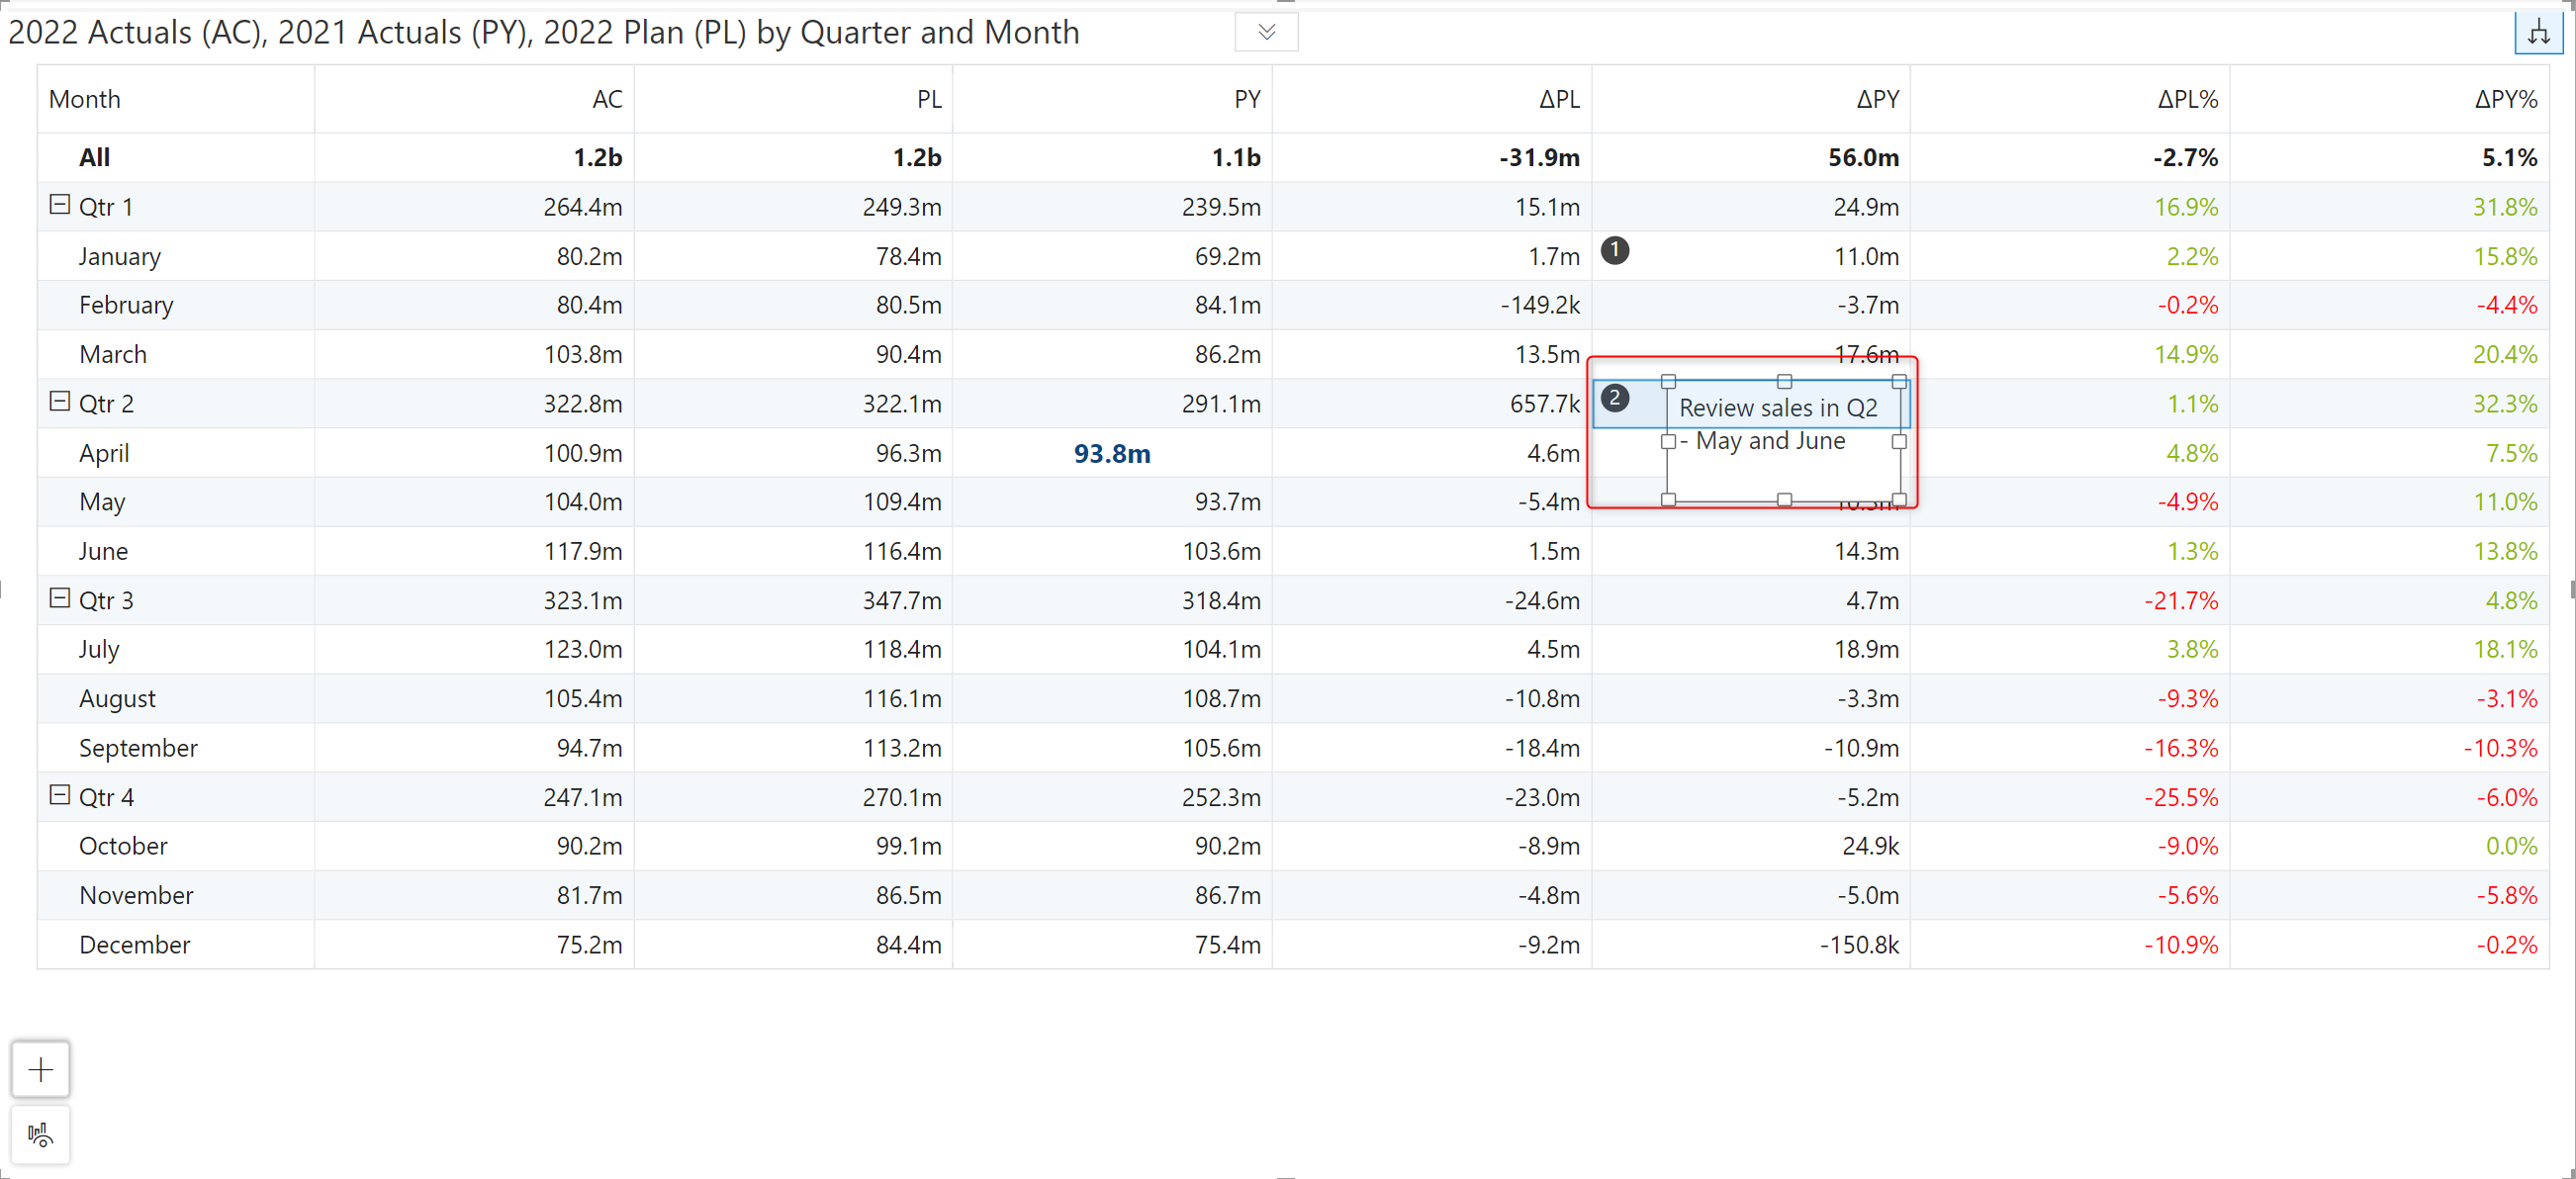 2022 Actuals (AC), 2021 Actuals (PY), 2022 Plan (PL) by Quarter and Month
Month AC PL PY ΔPL ΔPY ΔPL% ΔPY%
All 1.2b 1.2b 1.1b -31.9m 56.0m -2.7% 5.1%
Qtr 1 264.4m 249.3m 239.5m 15.1m 24.9m 16.9% 31.8%
January 80.2m 78.4m 69.2m 1.7m 1 11.0m 2.2% 15.8%
February 80.4m 80.5m 84.1m -149.2k -3.7m -0.2% -4.4%
March 103.8m 90.4m 86.2m 13.5m 17.6m 14.9% 20.4%
Qtr 2 322.8m 322.1m 291.1m 657.7k 2 Review sales in Q2 1.1% 32.3%
- May and June
April 100.9m 96.3m 93.8m 4.6m 4.8% 7.5%
May 104.0m 109.4m 93.7m -5.4m -4.9% 11.0%
June 117.9m 116.4m 103.6m 1.5m 14.3m 1.3% 13.8%
Qtr 3 323.1m 347.7m 318.4m -24.6m 4.7m -21.7% 4.8%
July 123.0m 118.4m 104.1m 4.5m 18.9m 3.8% 18.1%
August 105.4m 116.1m 108.7m -10.8m -3.3m -9.3% -3.1%
September 94.7m 113.2m 105.6m -18.4m -10.9m -16.3% -10.3%
Qtr 4 247.1m 270.1m 252.3m -23.0m -5.2m -25.5% -6.0%
October 90.2m 99.1m 90.2m -8.9m 24.9k -9.0% 0.0%
November 81.7m 86.5m 86.7m -4.8m -5.0m -5.6% -5.8%
December 75.2m 84.4m 75.4m -9.2m -150.8k -10.9% -0.2%